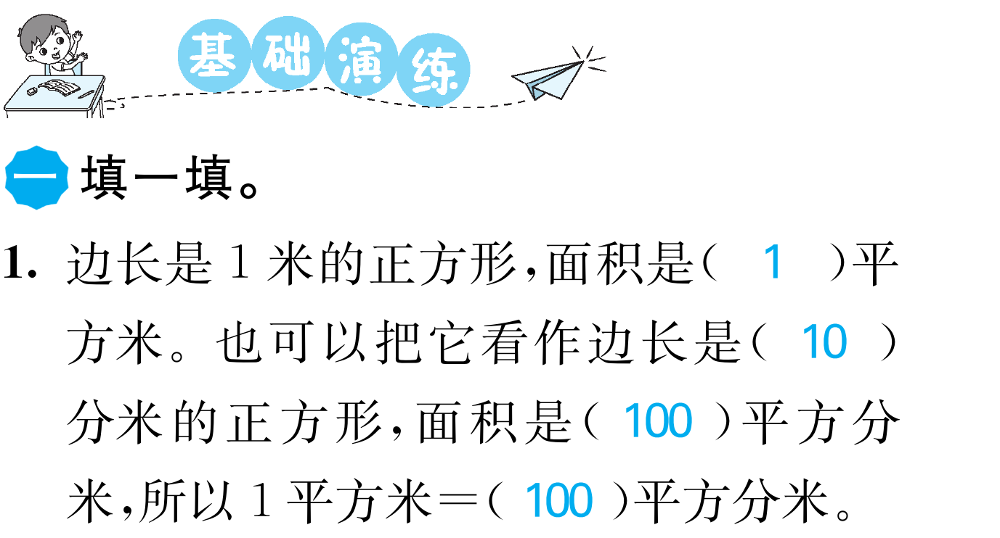 基础演练
一 填一填。
1. 边长是1米的正方形,面积是( 1 )平
方米。也可以把它看作边长是( 10 )
分米的正方形,面积是( 100 )平方分
米,所以1平方米=( 100 )平方分米。